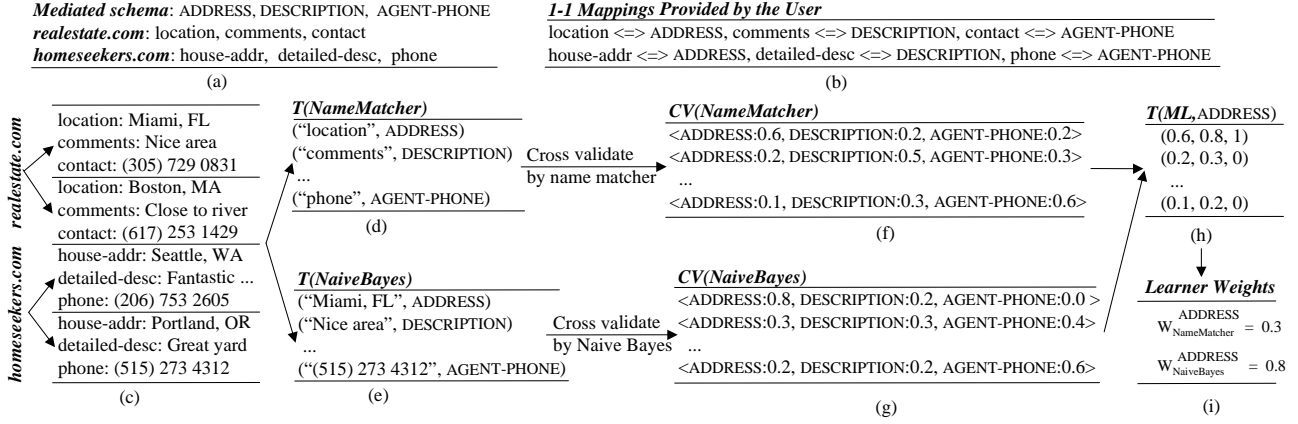 Mediated schema: ADDRESS, DESCRIPTION, AGENT-PHONE
realestate.com: location, comments, contact
homeseekers.com: house-addr, detailed-desc, phone
(a)
1-1 Mappings Provided by the User
location <=> ADDRESS, comments <=> DESCRIPTION, contact <=> AGENT-PHONE
house-addr <=> ADDRESS, detailed-desc <=> DESCRIPTION, phone <=> AGENT-PHONE
(b)
realestate.com
location: Miami, FL
comments: Nice area
contact: (305) 729 0831
location: Boston, MA
comments: Close to river
contact: (617) 253 1429
homeseekers.com
house-addr: Seattle, WA
detailed-desc: Fantastic ...
phone: (206) 753 2605
house-addr: Portland, OR
detailed-desc: Great yard
phone: (515) 273 4312
(c)
T(NameMatcher)
(“location”, ADDRESS)
(“comments”, DESCRIPTION)
...
(“phone”, AGENT-PHONE)
(d)
T(NaiveBayes)
(“Miami, FL”, ADDRESS)
(“Nice area”, DESCRIPTION)
...
(“(515) 273 4312”, AGENT-PHONE)
(e)
Cross validate
by name matcher
Cross validate
by Naive Bayes
CV(NameMatcher)
<ADDRESS:0.6, DESCRIPTION:0.2, AGENT-PHONE:0.2>
<ADDRESS:0.2, DESCRIPTION:0.5, AGENT-PHONE:0.3>
...
<ADDRESS:0.1, DESCRIPTION:0.3, AGENT-PHONE:0.6>
(f)
CV(NaiveBayes)
<ADDRESS:0.8, DESCRIPTION:0.2, AGENT-PHONE:0.0 >
<ADDRESS:0.3, DESCRIPTION:0.3, AGENT-PHONE:0.4>
...
<ADDRESS:0.2, DESCRIPTION:0.2, AGENT-PHONE:0.6>
(g)
T(ML,ADDRESS)
(0.6, 0.8, 1)
(0.2, 0.3, 0)
...
(0.1, 0.2, 0)
(h)
Learner Weights
ADDRESS
W NameMatcher = 0.3
ADDRESS
W NaiveBayes = 0.8
(i)